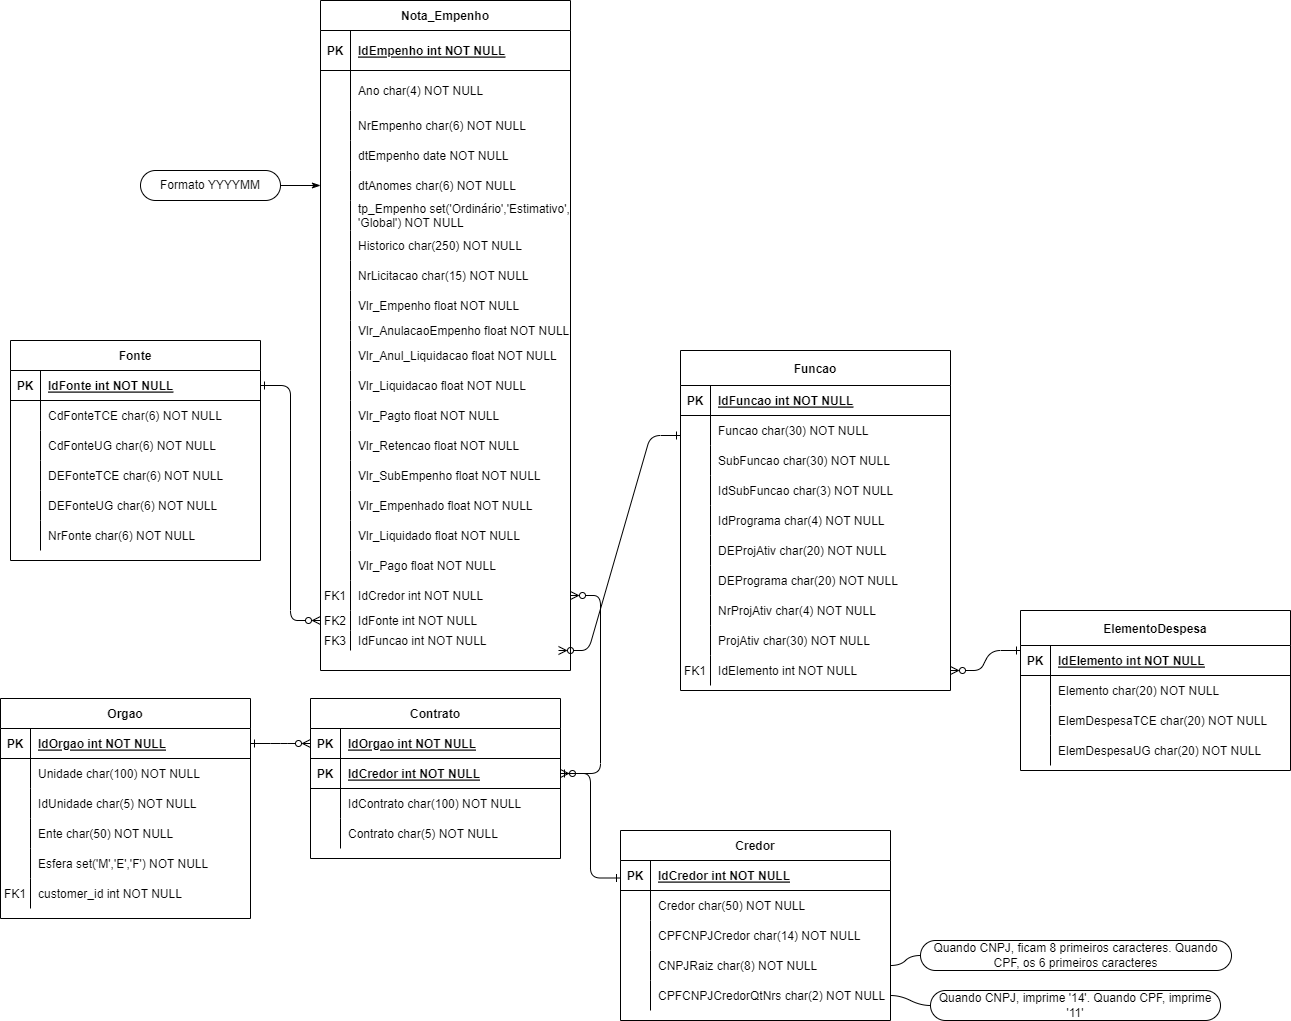 Nota_Empenho
PK IdEmpenho int NOT NULL
Ano char(4) NOT NULL
NrEmpenho char(6) NOT NULL
dtEmpenho date NOT NULL
Formato YYYYMM
dtAnomes char(6) NOT NULL
tp_Empenho set('Ordinário','Estimativo',
'Global') NOT NULL
Historico char(250) NOT NULL
NrLicitacao char(15) NOT NULL
Vlr_Empenho float NOT NULL
Vlr_AnulacaoEmpenho float NOT NULL
Vlr_Anul_Liquidacao float NOT NULL
Vlr_Liquidacao float NOT NULL
Vlr_Pagto float NOT NULL
Vlr_Retencao float NOT NULL
Vlr_SubEmpenho float NOT NULL
Vlr_Empenhado float NOT NULL
Vlr_Liquidado float NOT NULL
Vlr_Pago float NOT NULL
FK1 IdCredor int NOT NULL
FK2 IdFonte int NOT NULL
FK3 IdFuncao int NOT NULL
Fonte
PK IdFonte int NOT NULL
CdFonteTCE char(6) NOT NULL
CdFonteUG char(6) NOT NULL
DEFonteTCE char(6) NOT NULL
DEFonteUG char(6) NOT NULL
NrFonte char(6) NOT NULL
Funcao
PK IdFuncao int NOT NULL
Funcao char(30) NOT NULL
SubFuncao char(30) NOT NULL
IdSubFuncao char(3) NOT NULL
IdPrograma char(4) NOT NULL
DEProjAtiv char(20) NOT NULL
DEPrograma char(20) NOT NULL
NrProjAtiv char(4) NOT NULL
ProjAtiv char(30) NOT NULL
FK1 IdElemento int NOT NULL
ElementoDespesa
PK IdElemento int NOT NULL
Elemento char(20) NOT NULL
ElemDespesaTCE char(20) NOT NULL
ElemDespesaUG char(20) NOT NULL
Orgao
PK IdOrgao int NOT NULL
Unidade char(100) NOT NULL
IdUnidade char(5) NOT NULL
Ente char(50) NOT NULL
Esfera set('M','E','F') NOT NULL
FK1 customer_id int NOT NULL
Contrato
PK IdOrgao int NOT NULL
PK IdCredor int NOT NULL
IdContrato char(100) NOT NULL
Contrato char(5) NOT NULL
Credor
PK IdCredor int NOT NULL
Credor char(50) NOT NULL
CPFCNPJCredor char(14) NOT NULL
CNPJRaiz char(8) NOT NULL
CPFCNPJCredorQtNrs char(2) NOT NULL
Quando CNPJ, ficam 8 primeiros caracteres. Quando
CPF, os 6 primeiros caracteres
Quando CNPJ, imprime '14'. Quando CPF, imprime
'11'